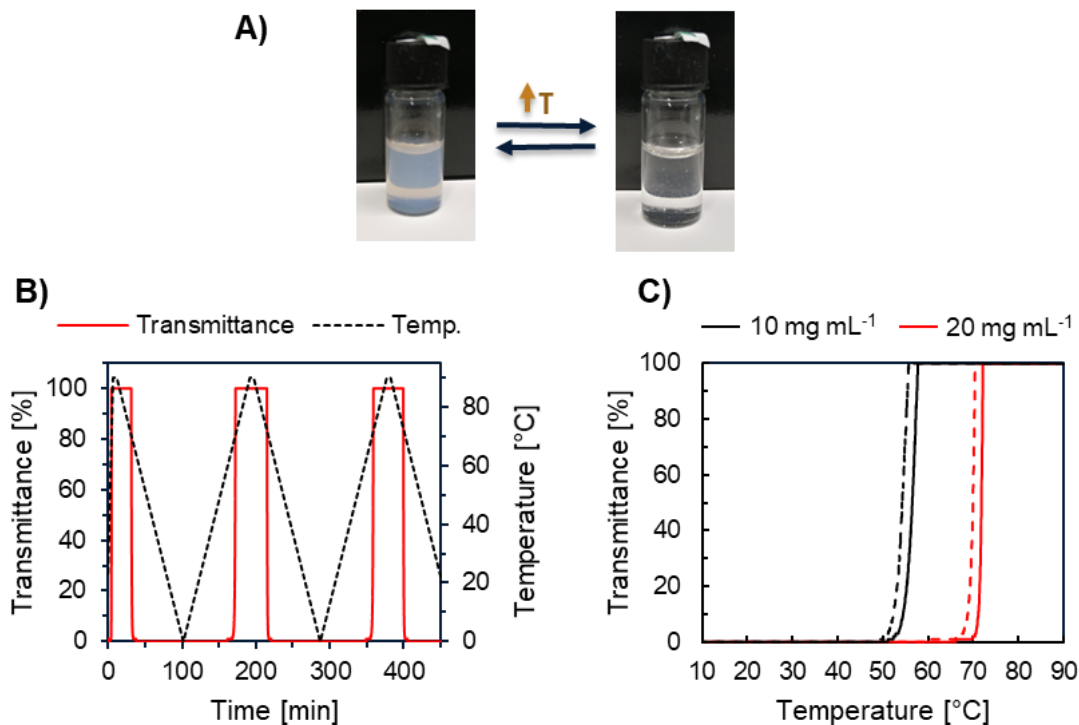 A)
T
B)
Transmittance
Temp.
100
80
60
40
20
0
Transmittance [%]
80
60
40
20
0
Temperature [°C]
0
100
200
300
400
Time [min]
C)
10 mg mL⁻¹
20 mg mL⁻¹
100
80
60
40
20
0
Transmittance [%]
10
20
30
40
50
60
70
80
90
Temperature [°C]